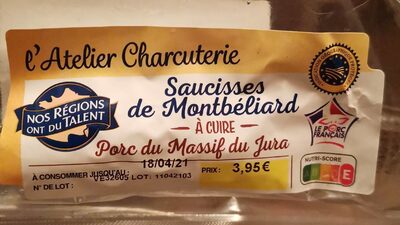 l'Atelier Charcuterie
NOS RÉGIONS
ONT DU TALENT
Saucisses
de Montbéliard
À CUIRE
Porc du Massif du Jura
LE PORC
FRANÇAIS
18/04/21
À CONSOMMER JUSQU'AU :
VE32605 LOT: 11042103
N° DE LOT :
PRIX :
3,95€
NUTRI-SCORE
E